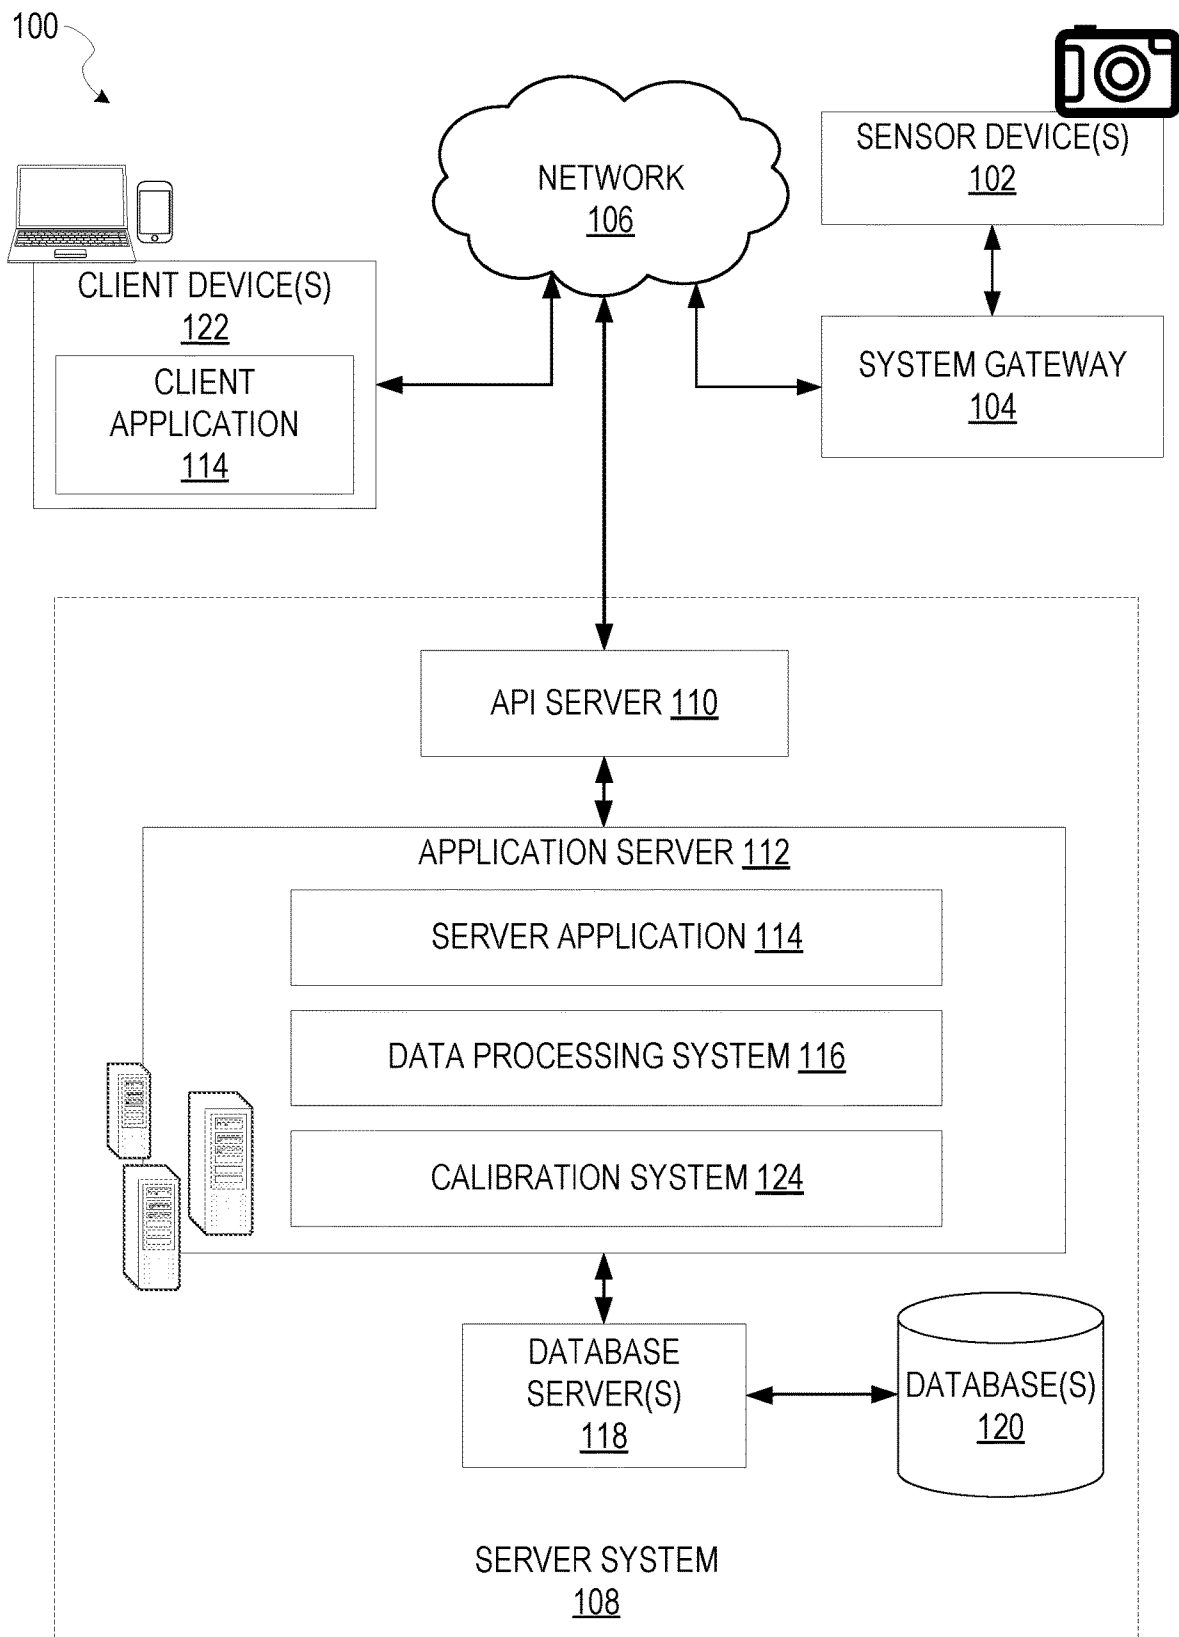 100
NETWORK
106
SENSOR DEVICE(S)
102
CLIENT DEVICE(S)
122
CLIENT
APPLICATION
114
SYSTEM GATEWAY
104
API SERVER 110
APPLICATION SERVER 112
SERVER APPLICATION 114
DATA PROCESSING SYSTEM 116
CALIBRATION SYSTEM 124
DATABASE
SERVER(S)
118
DATABASE(S)
120
SERVER SYSTEM
108